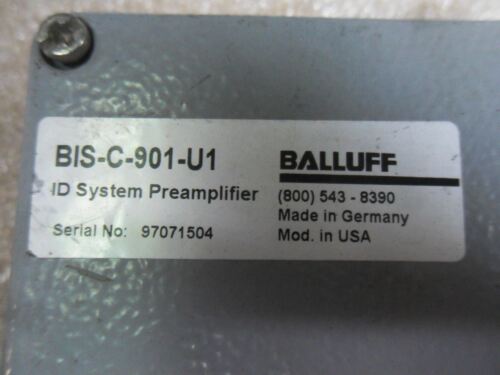 BIS-C-901-U1
ID System Preamplifier
Serial No: 97071504
BALLUFF
(800) 543 - 8390
Made in Germany
Mod. in USA